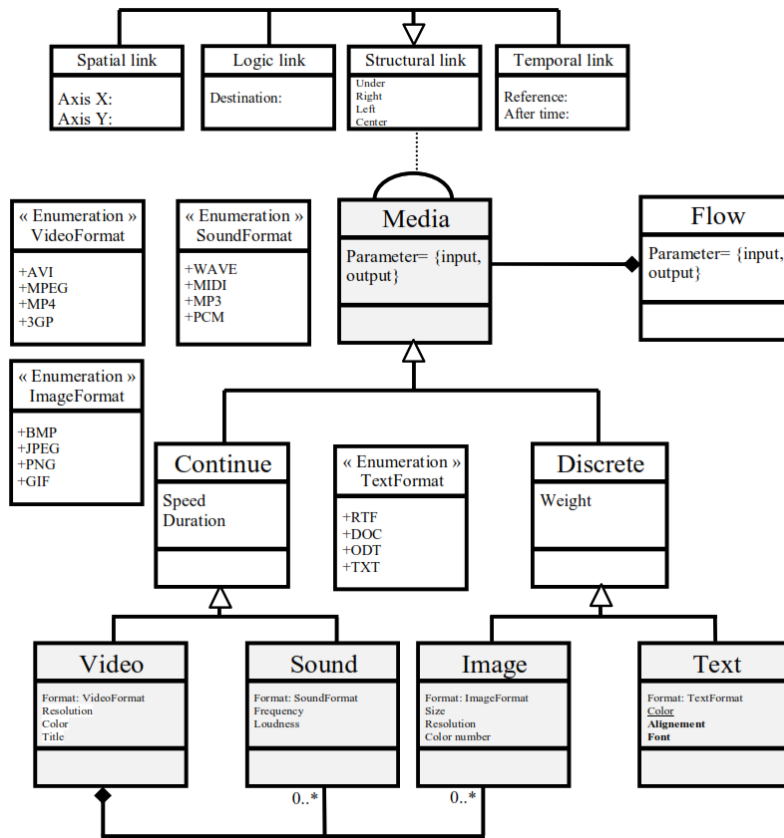 Spatial link
Axis X:
Axis Y:
Logic link
Destination:
Structural link
Under
Right
Left
Center
Temporal link
Reference:
After time:
« Enumeration »
VideoFormat
+AVI
+MPEG
+MP4
+3GP
« Enumeration »
SoundFormat
+WAVE
+MIDI
+MP3
+PCM
Media
Parameter= {input,
output}
Flow
Parameter= {input,
output}
« Enumeration »
ImageFormat
+BMP
+JPEG
+PNG
+GIF
Continue
Speed
Duration
« Enumeration »
TextFormat
+RTF
+DOC
+ODT
+TXT
Discrete
Weight
Video
Format: VideoFormat
Resolution
Color
Title
Sound
Format: SoundFormat
Frequency
Loudness
Image
Format: ImageFormat
Size
Resolution
Color number
Text
Format: TextFormat
Color
Alignement
Font
0..*
0..*